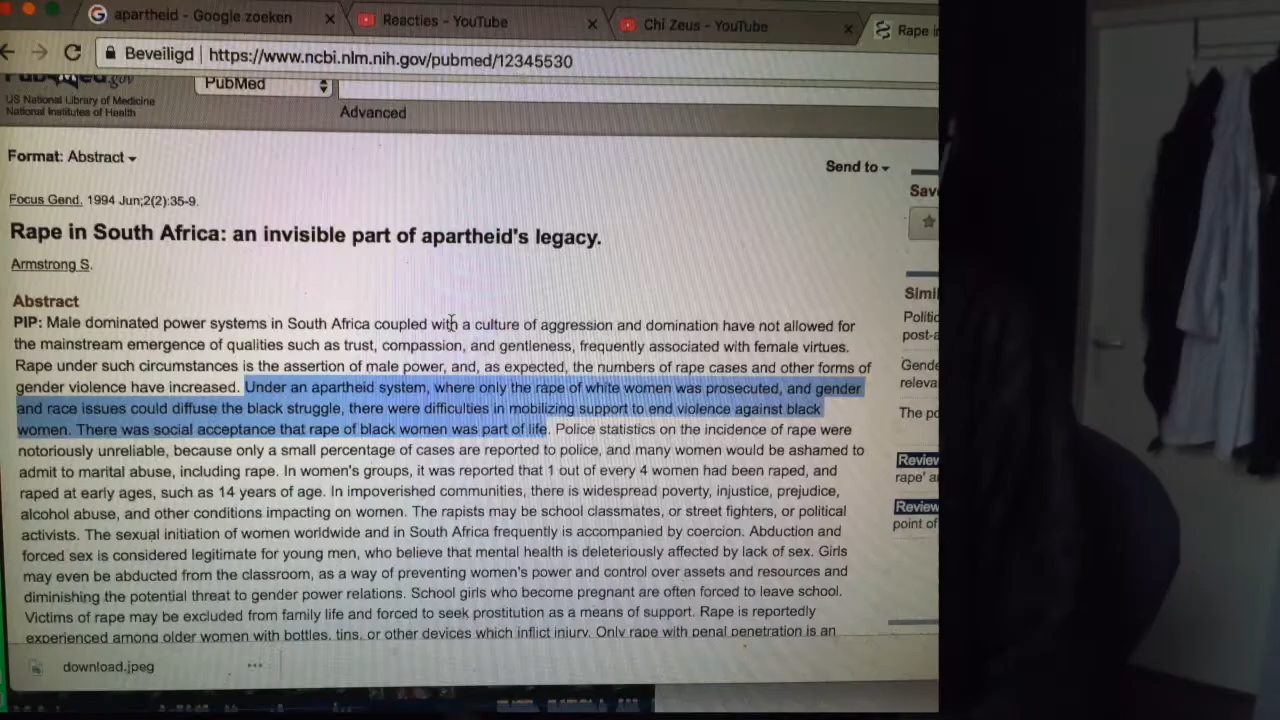 apartheid - Google zoeken
Reacties - YouTube
Chi Zeus - YouTube
Rape in
Beveiligd | https://www.ncbi.nlm.nih.gov/pubmed/12345530
PubMed
US National Library of Medicine
National Institutes of Health
Advanced
Format: Abstract
Send to
Focus Gend. 1994 Jun;2(2):35-9.
Rape in South Africa: an invisible part of apartheid's legacy.
Armstrong S.
Abstract
PIP: Male dominated power systems in South Africa coupled with a culture of aggression and domination have not allowed for
the mainstream emergence of qualities such as trust, compassion, and gentleness, frequently associated with female virtues.
Rape under such circumstances is the assertion of male power, and, as expected, the numbers of rape cases and other forms of
gender violence have increased. Under an apartheid system, where only the rape of white women was prosecuted, and gender
and race issues could diffuse the black struggle, there were difficulties in mobilizing support to end violence against black
women. There was social acceptance that rape of black women was part of life. Police statistics on the incidence of rape were
notoriously unreliable, because only a small percentage of cases are reported to police, and many women would be ashamed to
admit to marital abuse, including rape. In women's groups, it was reported that 1 out of every 4 women had been raped, and
raped at early ages, such as 14 years of age. In impoverished communities, there is widespread poverty, injustice, prejudice,
alcohol abuse, and other conditions impacting on women. The rapists may be school classmates, or street fighters, or political
activists. The sexual initiation of women worldwide and in South Africa frequently is accompanied by coercion. Abduction and
forced sex is considered legitimate for young men, who believe that mental health is deleteriously affected by lack of sex. Girls
may even be abducted from the classroom, as a way of preventing women's power and control over assets and resources and
diminishing the potential threat to gender power relations. School girls who become pregnant are often forced to leave school.
Victims of rape may be excluded from family life and forced to seek prostitution as a means of support. Rape is reportedly
experienced among older women with bottles, tins, or other devices which inflict injury. Only rape with penal penetration is an
Sav
Simil
Politic
post-a
Gende
releva
The po
Review
rape' a
Review
point of
download.jpeg